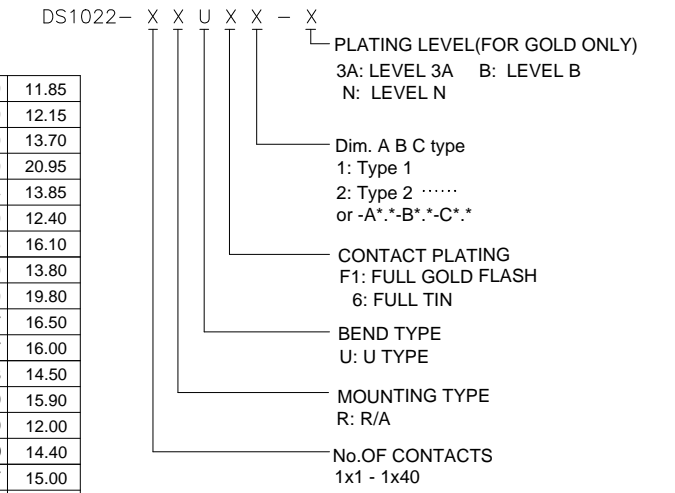 DS1022- X X U X X - X
PLATING LEVEL(FOR GOLD ONLY)
3A: LEVEL 3A B: LEVEL B
N: LEVEL N
Dim. A B C type
1: Type 1
2: Type 2 ······
or -A*.*-B*.*-C*.*
CONTACT PLATING
F1: FULL GOLD FLASH
6: FULL TIN
BEND TYPE
U: U TYPE
MOUNTING TYPE
R: R/A
No.OF CONTACTS
1x1 - 1x40
11.85
12.15
13.70
20.95
13.85
12.40
16.10
13.80
19.80
16.50
16.00
14.50
15.90
12.00
14.40
15.00